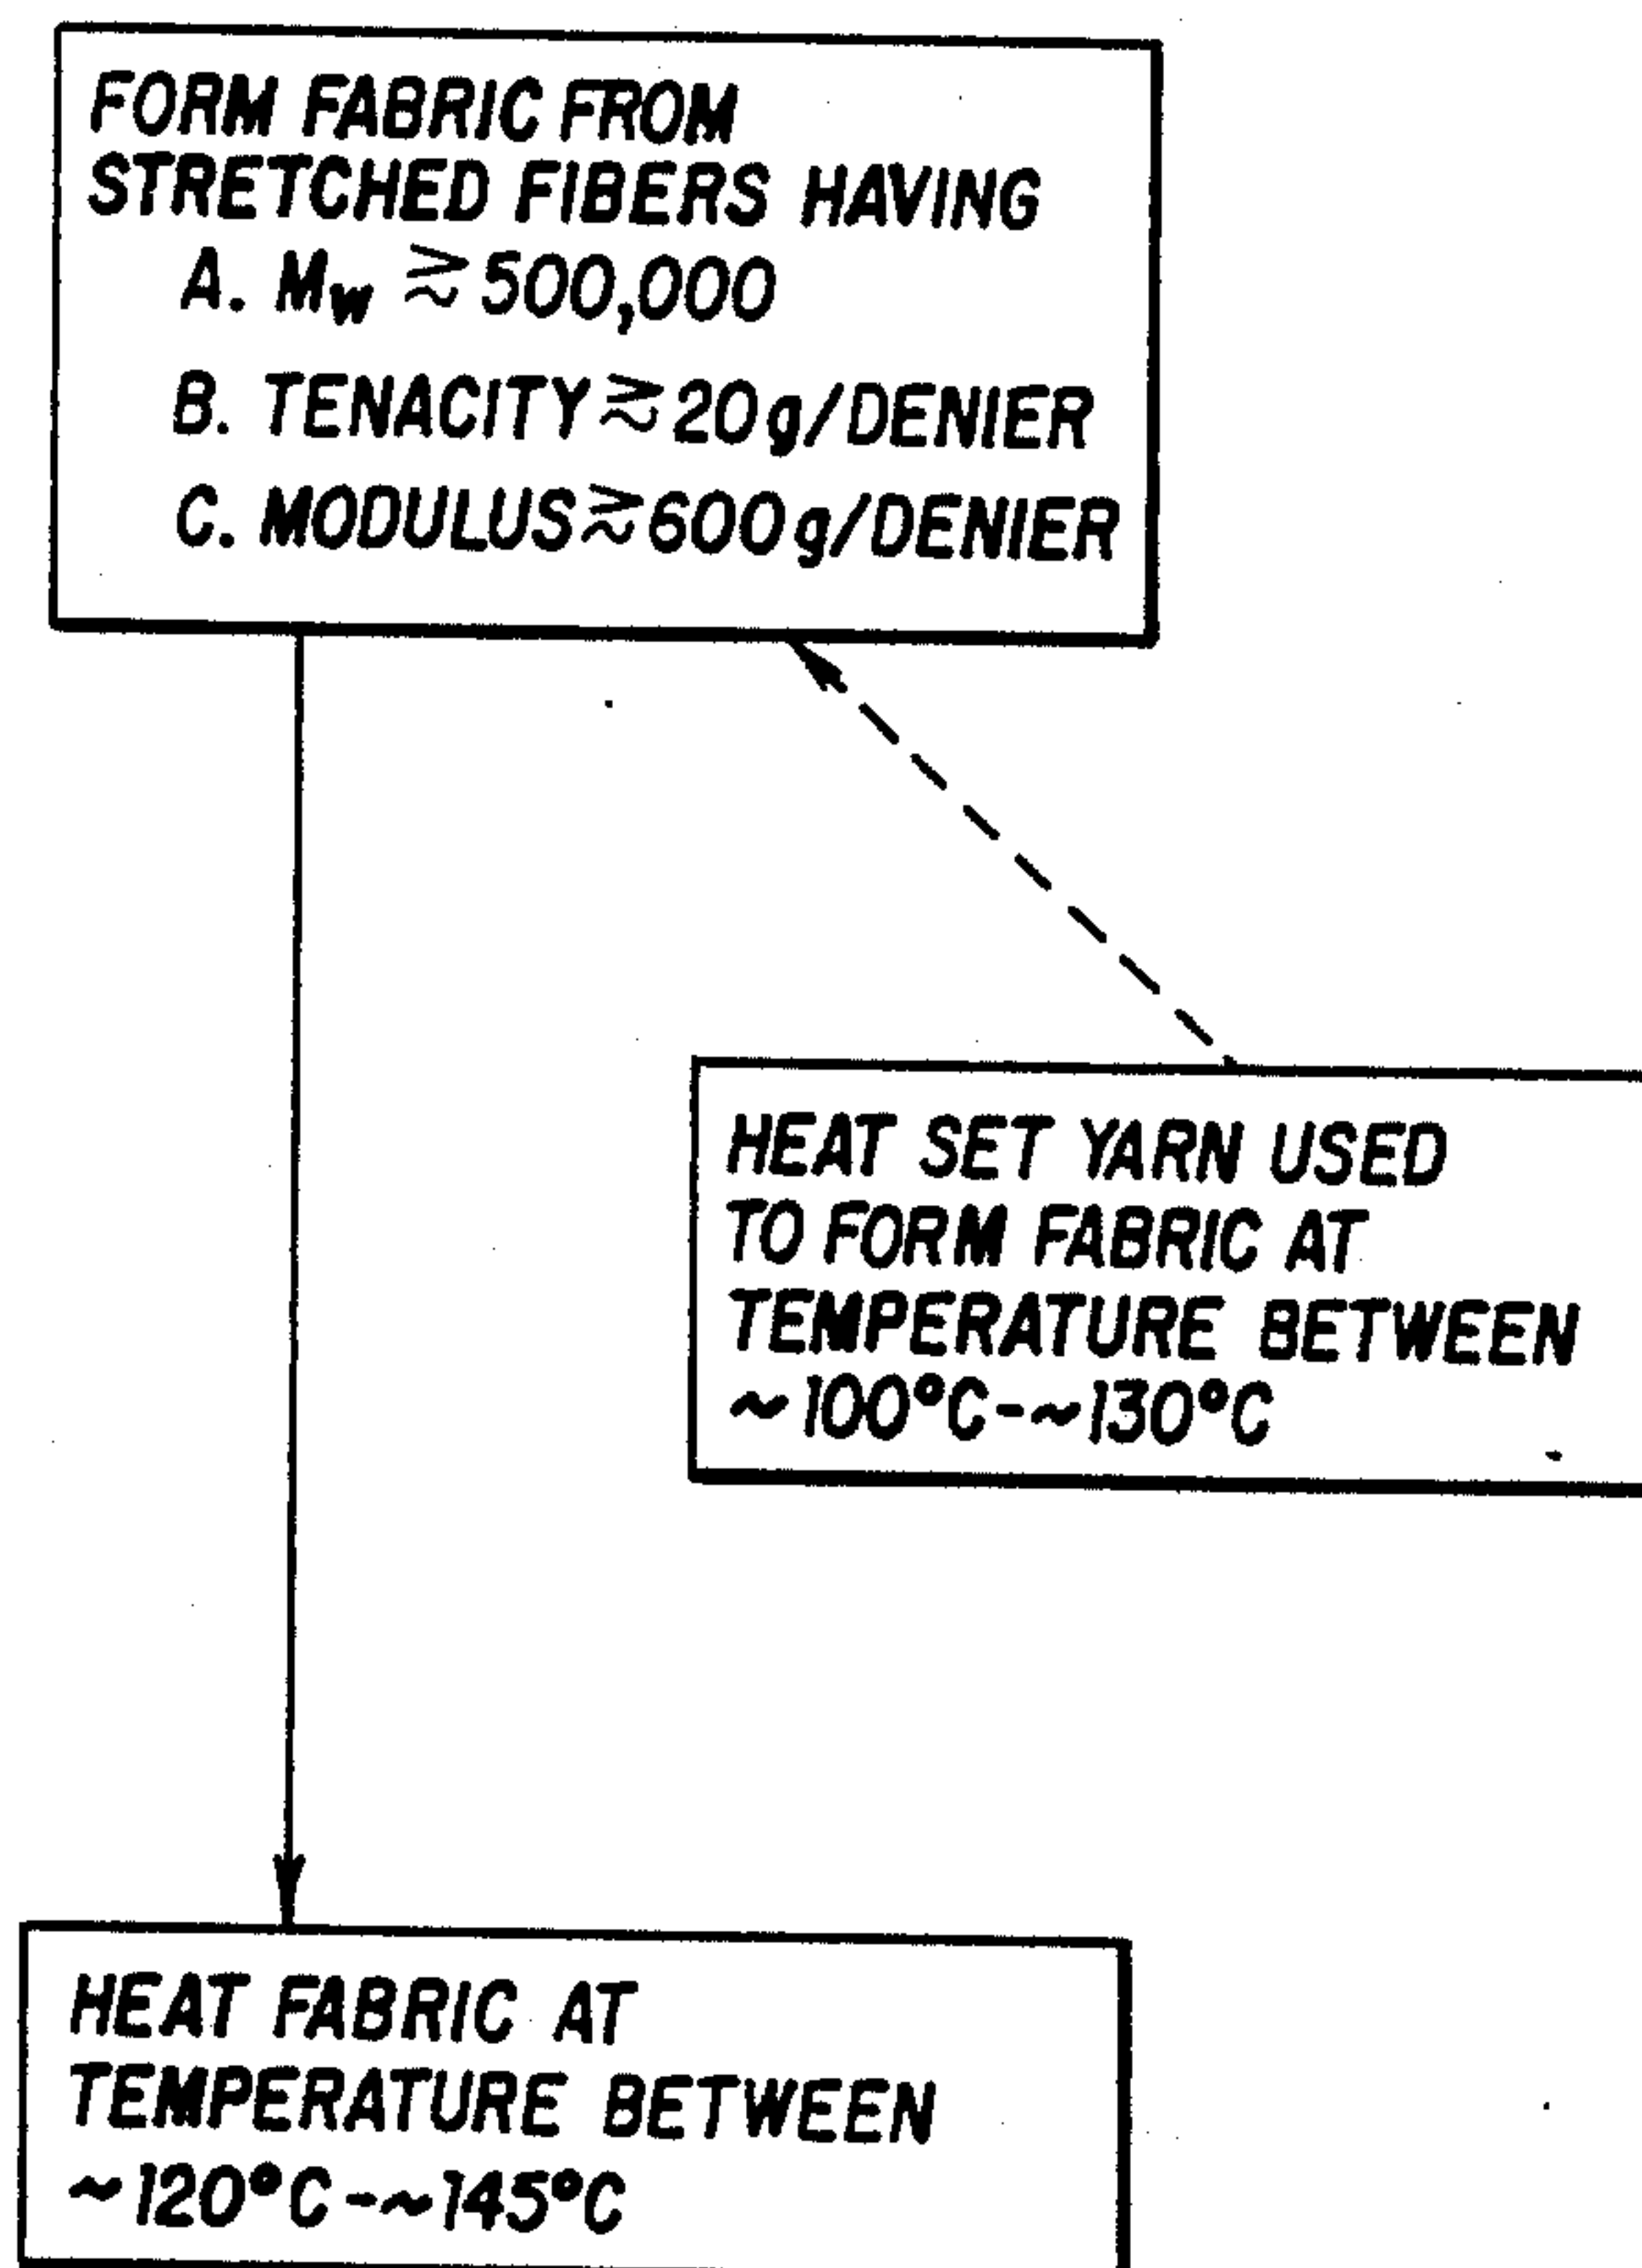 FORM FABRIC FROM
STRETCHED FIBERS HAVING
A. Mw ⪞ 500,000
B. TENACITY ⪞ 20 g/DENIER
C. MODULUS ⪞ 600 g/DENIER
HEAT SET YARN USED
TO FORM FABRIC AT
TEMPERATURE BETWEEN
~100°C-~130°C
HEAT FABRIC AT
TEMPERATURE BETWEEN
~120°C-~145°C